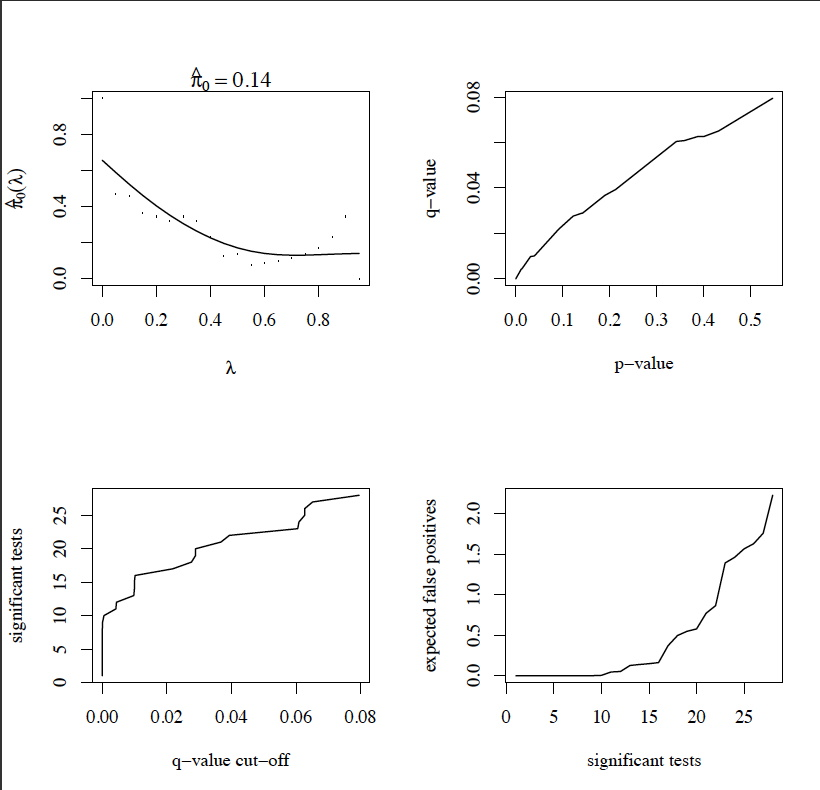 π̂₀ = 0.14
π̂₀(λ)
0.0
0.4
0.8
0.0 0.2 0.4 0.6 0.8
λ
q−value
0.00
0.04
0.08
0.0 0.1 0.2 0.3 0.4 0.5
p−value
significant tests
0
5
10
15
20
25
0.00 0.02 0.04 0.06 0.08
q−value cut−off
expected false positives
0.0
0.5
1.0
1.5
2.0
0 5 10 15 20 25
significant tests